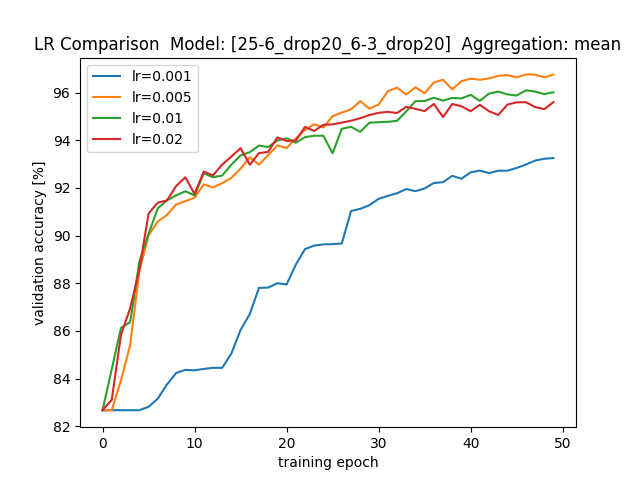 LR Comparison  Model: [25-6_drop20_6-3_drop20]  Aggregation: mean
lr=0.001
lr=0.005
lr=0.01
lr=0.02
validation accuracy [%]
96
94
92
90
88
86
84
82
0 10 20 30 40 50
training epoch